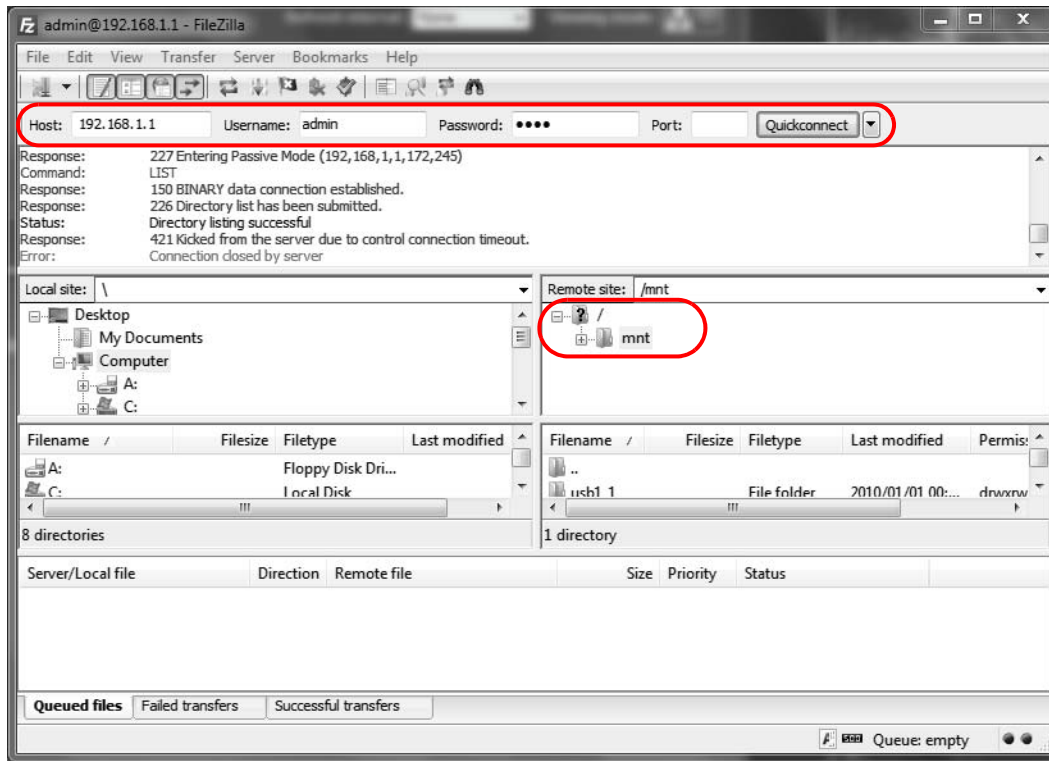 admin@192.168.1.1 - FileZilla
File Edit View Transfer Server Bookmarks Help
Host: 192.168.1.1 Username: admin Password: •••• Port: Quickconnect
Response: 227 Entering Passive Mode (192,168,1,1,172,245)
Command: LIST
Response: 150 BINARY data connection established.
Response: 226 Directory list has been submitted.
Status: Directory listing successful
Response: 421 Kicked from the server due to control connection timeout.
Error: Connection closed by server
Local site: \ Remote site: /mnt
Desktop /
My Documents mnt
Computer
A:
C:
Filename / Filesize Filetype Last modified Filename / Filesize Filetype Last modified Permis
A: Floppy Disk Dri... ..
C: Local Disk usb1_1 File folder 2010/01/01 00:... drwxrw
8 directories 1 directory
Server/Local file Direction Remote file Size Priority Status
Queued files Failed transfers Successful transfers
Queue: empty